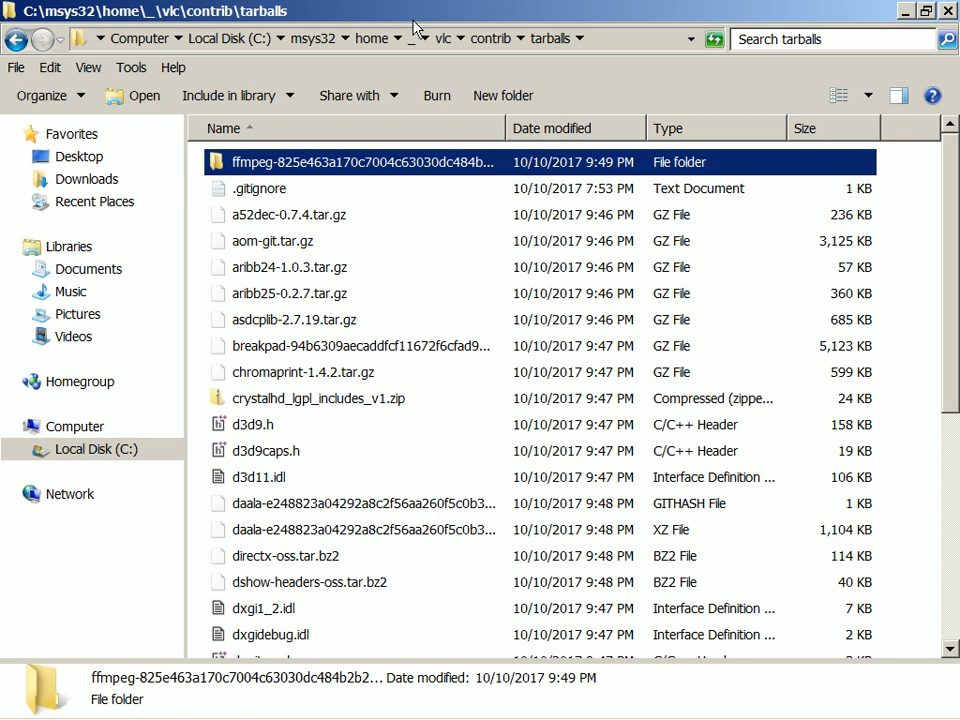 C:\msys32\home\_\vlc\contrib\tarballs
Computer Local Disk (C:) msys32 home _ vlc contrib tarballs Search tarballs
File Edit View Tools Help
Organize Open Include in library Share with Burn New folder
Name Date modified Type Size
Favorites
Desktop
Downloads
Recent Places
Libraries
Documents
Music
Pictures
Videos
Homegroup
Computer
Local Disk (C:)
Network
ffmpeg-825e463a170c7004c63030dc484b... 10/10/2017 9:49 PM File folder
.gitignore 10/10/2017 7:53 PM Text Document 1 KB
a52dec-0.7.4.tar.gz 10/10/2017 9:46 PM GZ File 236 KB
aom-git.tar.gz 10/10/2017 9:46 PM GZ File 3,125 KB
aribb24-1.0.3.tar.gz 10/10/2017 9:46 PM GZ File 57 KB
aribb25-0.2.7.tar.gz 10/10/2017 9:46 PM GZ File 360 KB
asdcplib-2.7.19.tar.gz 10/10/2017 9:46 PM GZ File 685 KB
breakpad-94b6309aecaddfcf11672f6cfad9... 10/10/2017 9:46 PM GZ File 5,123 KB
chromaprint-1.4.2.tar.gz 10/10/2017 9:46 PM GZ File 599 KB
crystalhd_lgpl_includes_v1.zip 10/10/2017 9:46 PM Compressed (zippe... 24 KB
d3d9.h 10/10/2017 9:47 PM C/C++ Header 158 KB
d3d9caps.h 10/10/2017 9:47 PM C/C++ Header 19 KB
d3d11.idl 10/10/2017 9:47 PM Interface Definition ... 106 KB
daala-e248823a04292a8c2f56aa260f5c0b3... 10/10/2017 9:48 PM GITHASH File 1 KB
daala-e248823a04292a8c2f56aa260f5c0b3... 10/10/2017 9:48 PM XZ File 1,104 KB
directx-oss.tar.bz2 10/10/2017 9:48 PM BZ2 File 114 KB
dshow-headers-oss.tar.bz2 10/10/2017 9:48 PM BZ2 File 40 KB
dxgi1_2.idl 10/10/2017 9:47 PM Interface Definition ... 7 KB
dxgidebug.idl 10/10/2017 9:47 PM Interface Definition ... 2 KB
ffmpeg-825e463a170c7004c63030dc484b2b2... Date modified: 10/10/2017 9:49 PM
File folder